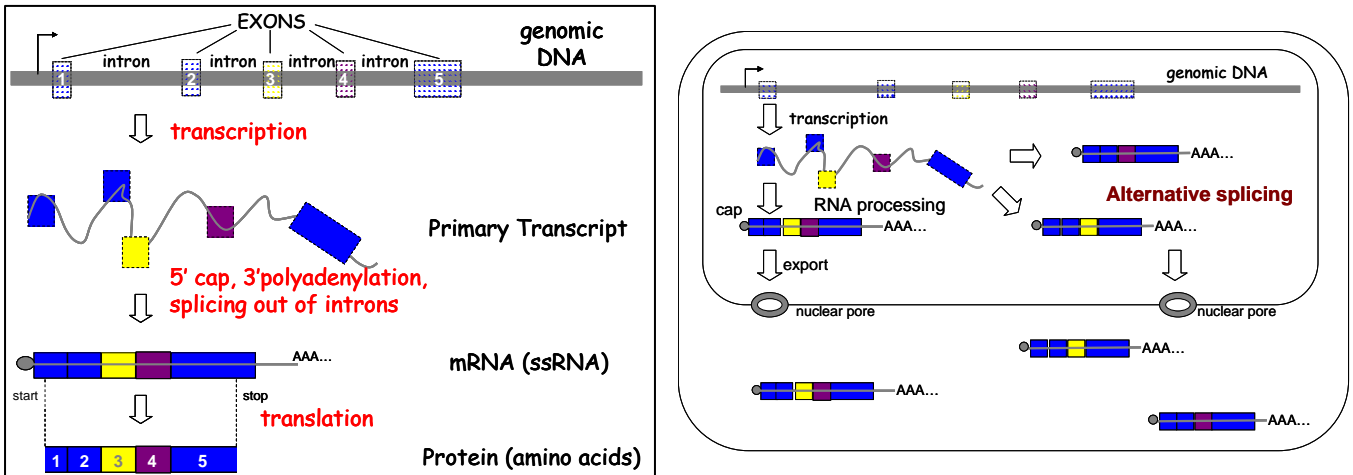 EXONS
genomic
DNA
intron intron intron intron
1 2 3 4 5
transcription
Primary Transcript
5' cap, 3'polyadenylation,
splicing out of introns
AAA...
mRNA (ssRNA)
start stop
translation
1 2 3 4 5
Protein (amino acids)
genomic DNA
transcription
AAA...
Alternative splicing
RNA processing
cap
AAA...
AAA...
export
nuclear pore
nuclear pore
AAA...
AAA...
AAA...